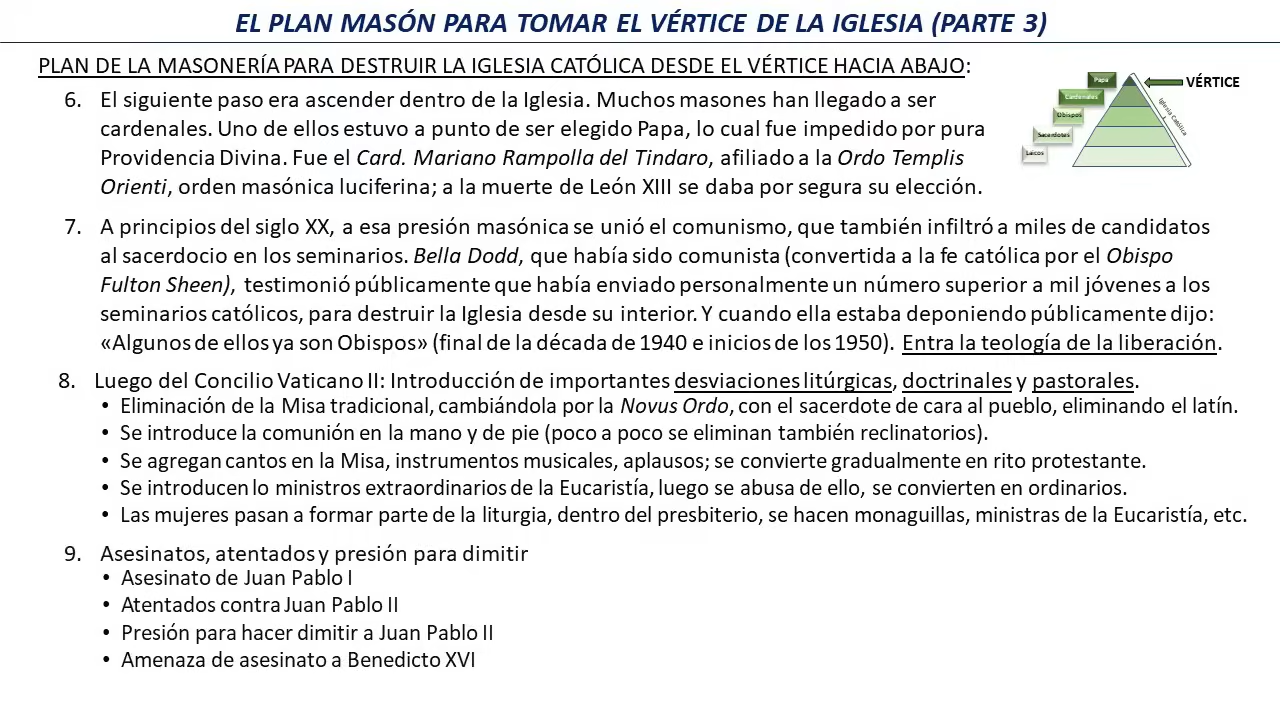 EL PLAN MASÓN PARA TOMAR EL VÉRTICE DE LA IGLESIA (PARTE 3)
PLAN DE LA MASONERÍA PARA DESTRUIR LA IGLESIA CATÓLICA DESDE EL VÉRTICE HACIA ABAJO:
Papa
VÉRTICE
Cardenales
Obispos
Sacerdotes
Laicos
Iglesia Católica
6. El siguiente paso era ascender dentro de la Iglesia. Muchos masones han llegado a ser
cardenales. Uno de ellos estuvo a punto de ser elegido Papa, lo cual fue impedido por pura
Providencia Divina. Fue el Card. Mariano Rampolla del Tindaro, afiliado a la Ordo Templis
Orienti, orden masónica luciferina; a la muerte de León XIII se daba por segura su elección.
7. A principios del siglo XX, a esa presión masónica se unió el comunismo, que también infiltró a miles de candidatos
al sacerdocio en los seminarios. Bella Dodd, que había sido comunista (convertida a la fe católica por el Obispo
Fulton Sheen), testimonió públicamente que había enviado personalmente un número superior a mil jóvenes a los
seminarios católicos, para destruir la Iglesia desde su interior. Y cuando ella estaba deponiendo públicamente dijo:
«Algunos de ellos ya son Obispos» (final de la década de 1940 e inicios de los 1950). Entra la teología de la liberación.
8. Luego del Concilio Vaticano II: Introducción de importantes desviaciones litúrgicas, doctrinales y pastorales.
• Eliminación de la Misa tradicional, cambiándola por la Novus Ordo, con el sacerdote de cara al pueblo, eliminando el latín.
• Se introduce la comunión en la mano y de pie (poco a poco se eliminan también reclinatorios).
• Se agregan cantos en la Misa, instrumentos musicales, aplausos; se convierte gradualmente en rito protestante.
• Se introducen lo ministros extraordinarios de la Eucaristía, luego se abusa de ello, se convierten en ordinarios.
• Las mujeres pasan a formar parte de la liturgia, dentro del presbiterio, se hacen monaguillas, ministras de la Eucaristía, etc.
9. Asesinatos, atentados y presión para dimitir
• Asesinato de Juan Pablo I
• Atentados contra Juan Pablo II
• Presión para hacer dimitir a Juan Pablo II
• Amenaza de asesinato a Benedicto XVI